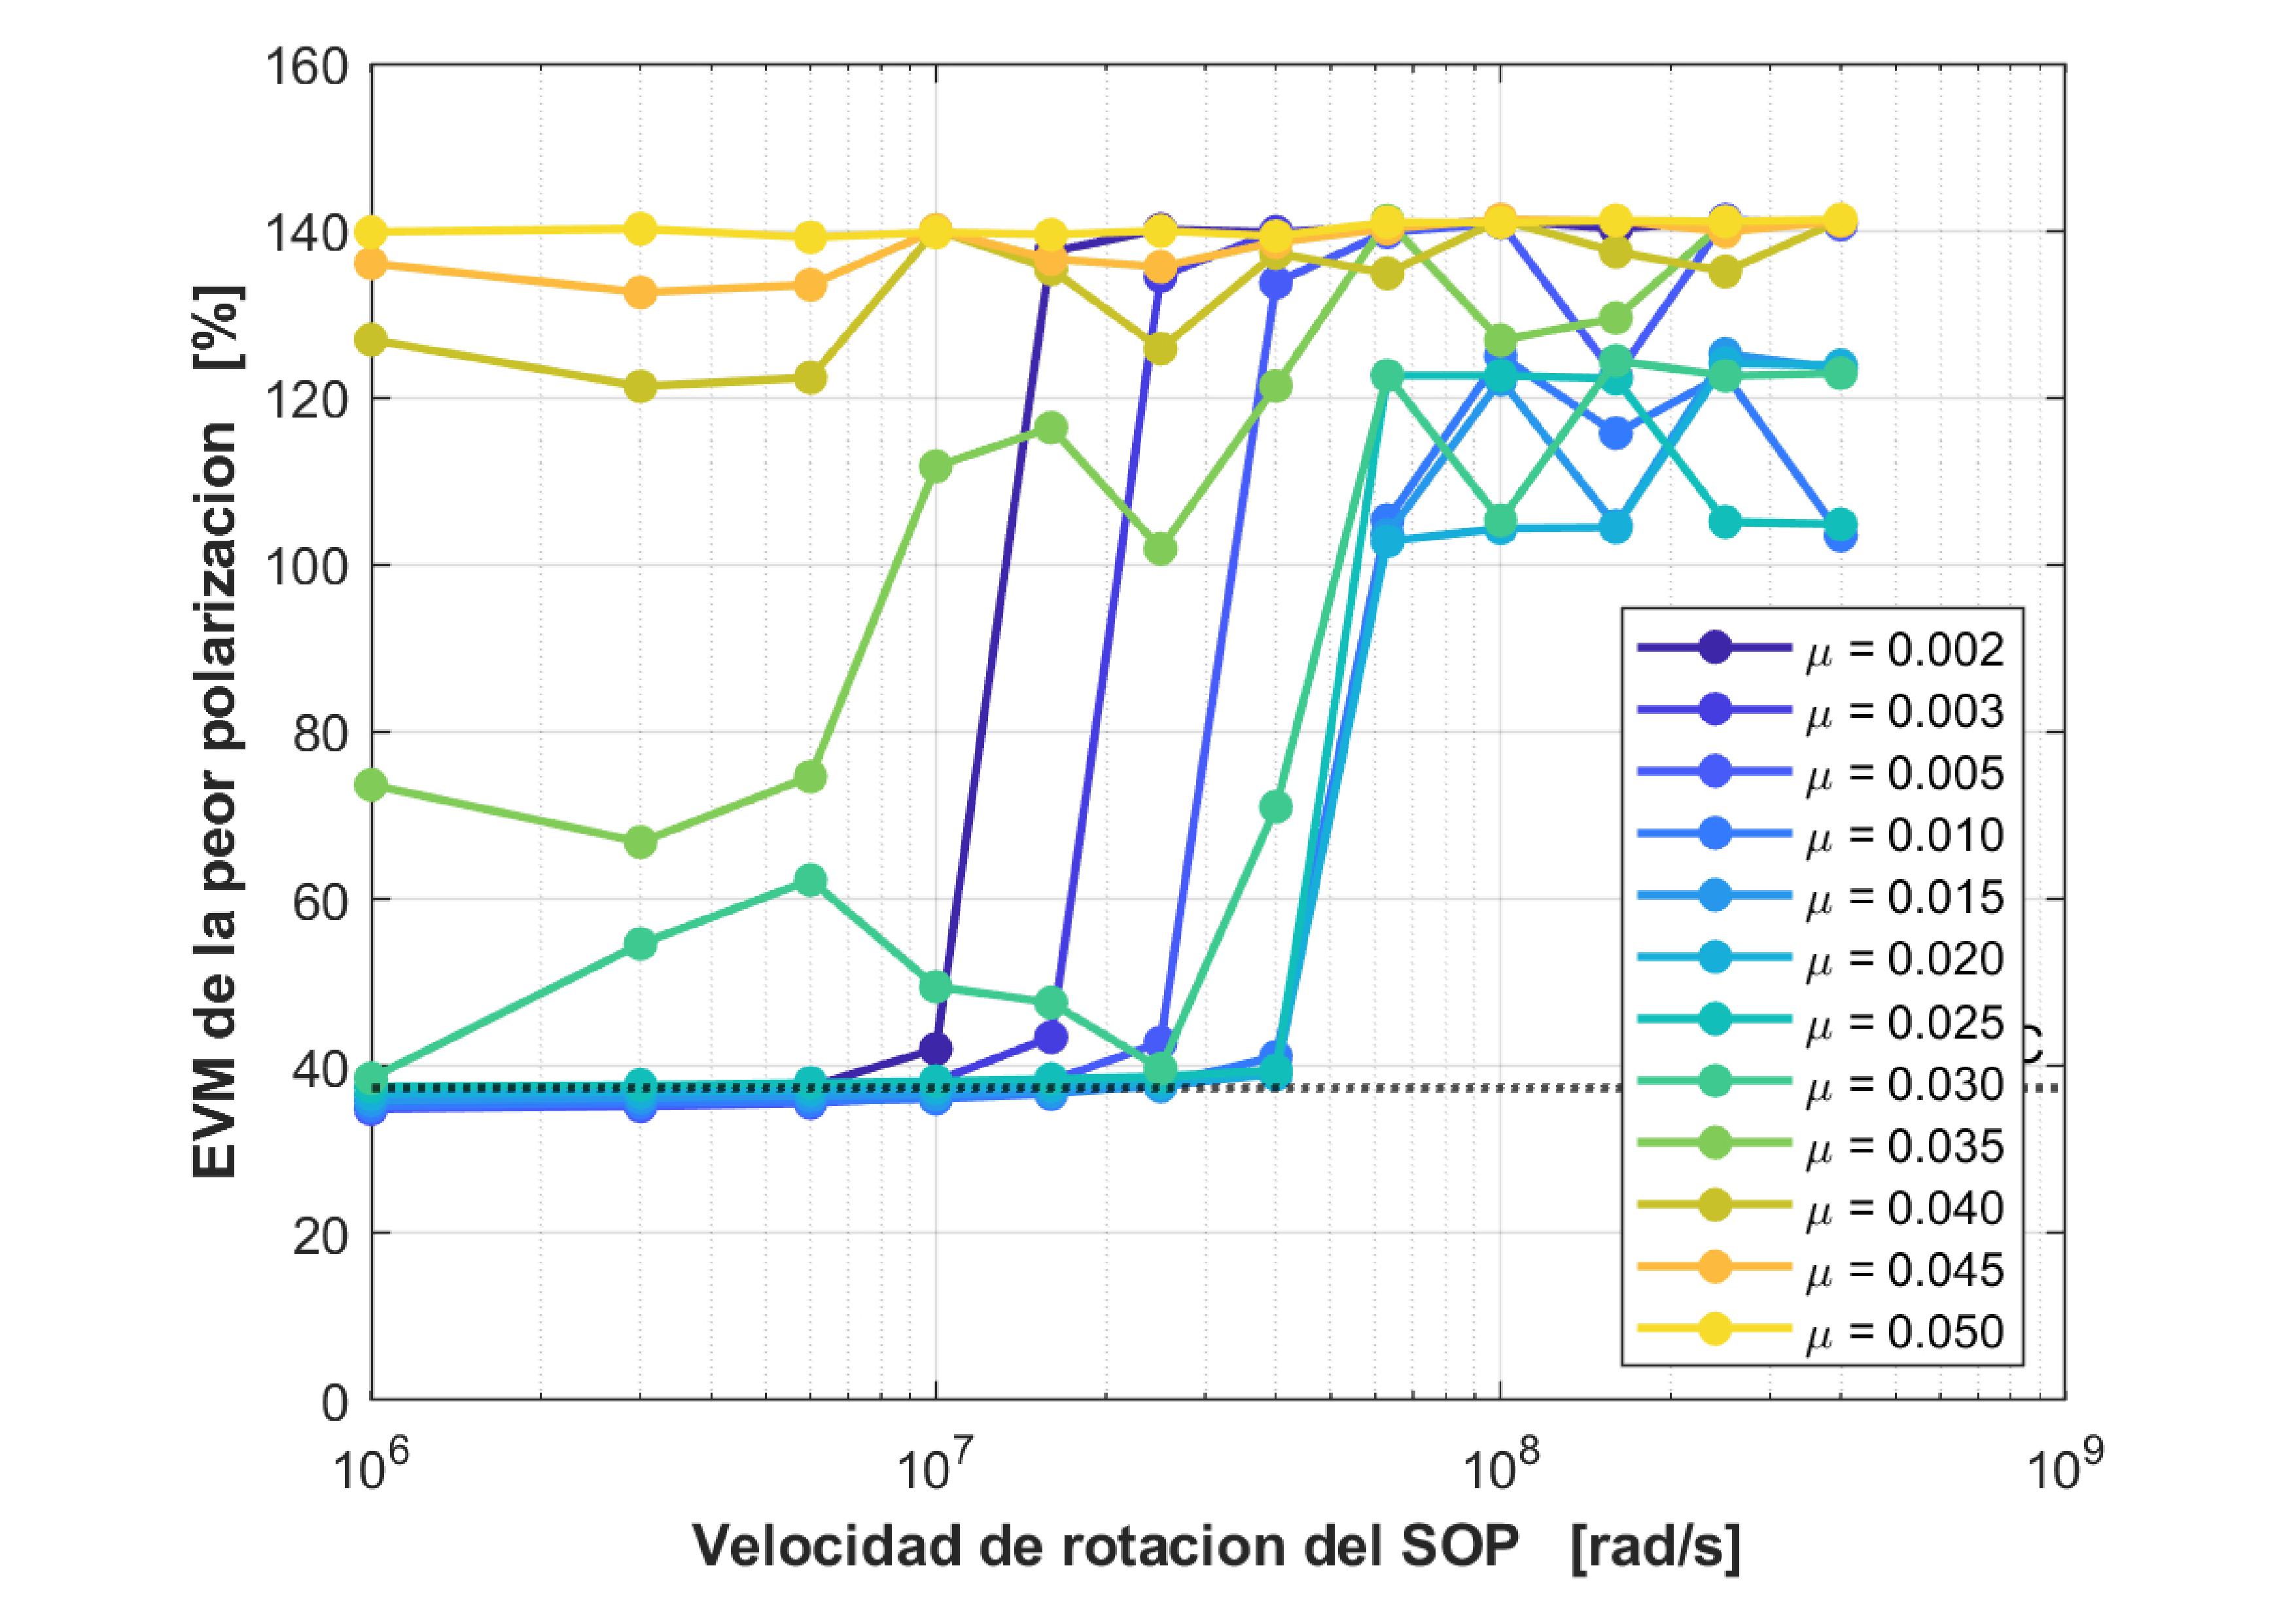 160
140
120
100
80
60
40
20
0
EVM de la peor polarizacion [%]
10^6 10^7 10^8 10^9
Velocidad de rotacion del SOP [rad/s]
μ = 0.002
μ = 0.003
μ = 0.005
μ = 0.010
μ = 0.015
μ = 0.020
μ = 0.025
μ = 0.030
μ = 0.035
μ = 0.040
μ = 0.045
μ = 0.050